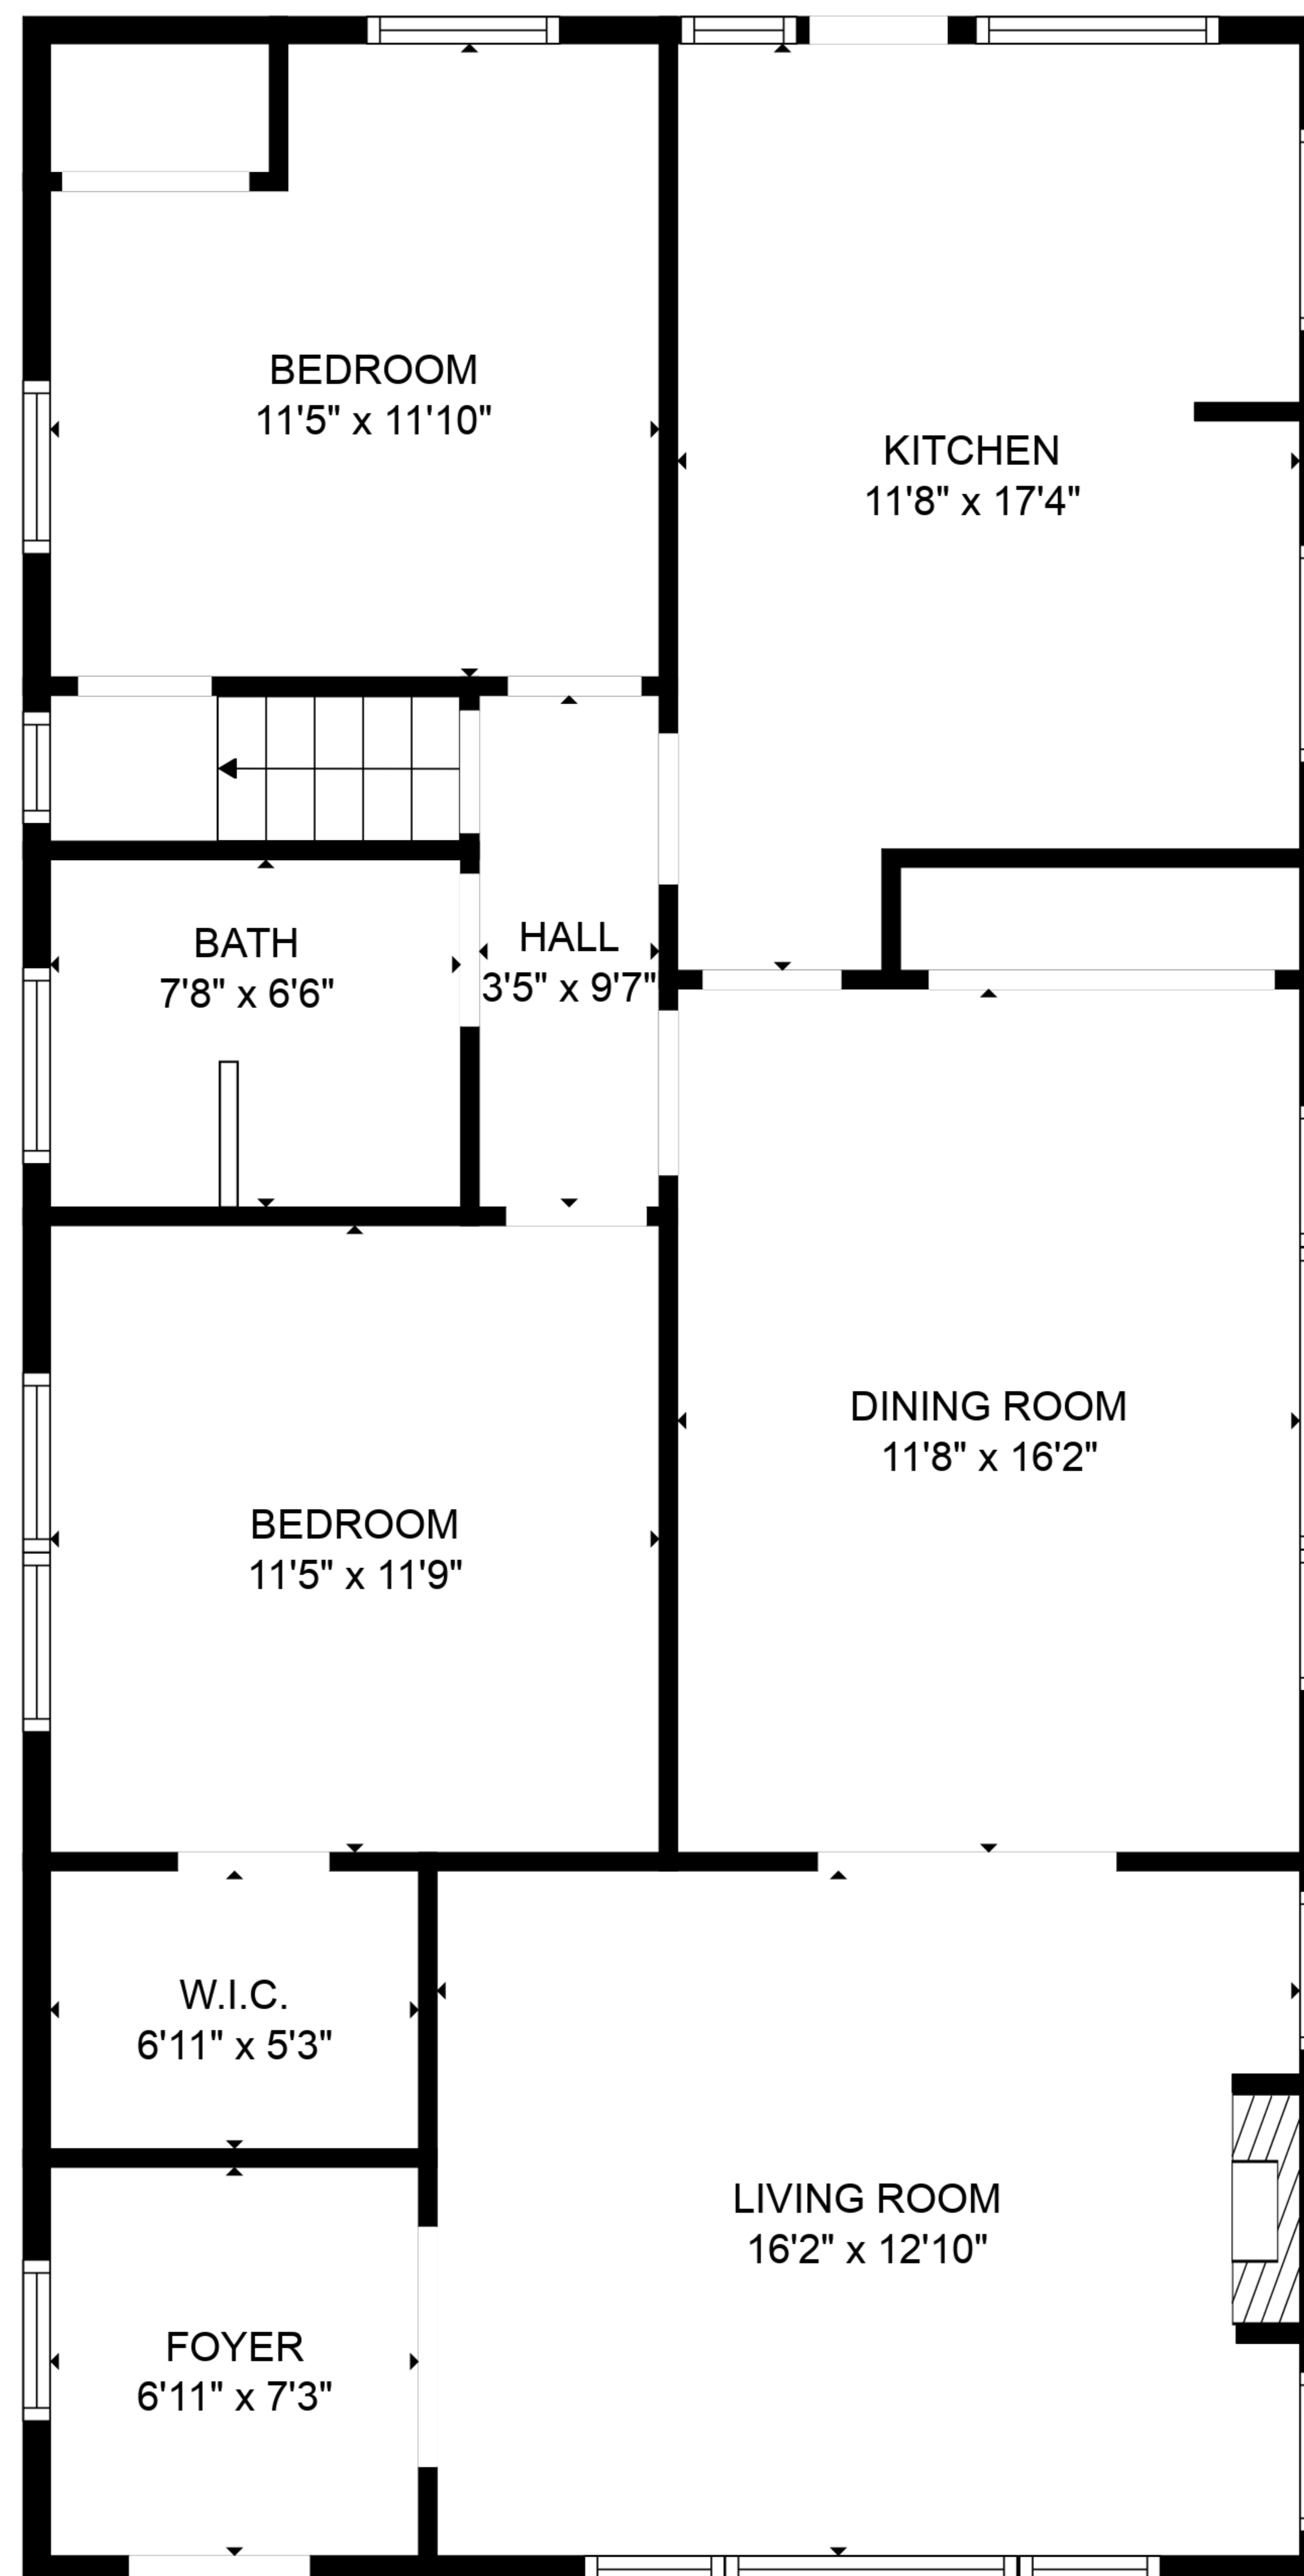 BEDROOM
11'5" x 11'10"
KITCHEN
11'8" x 17'4"
BATH
7'8" x 6'6"
HALL
3'5" x 9'7"
DINING ROOM
11'8" x 16'2"
BEDROOM
11'5" x 11'9"
W.I.C.
6'11" x 5'3"
LIVING ROOM
16'2" x 12'10"
FOYER
6'11" x 7'3"